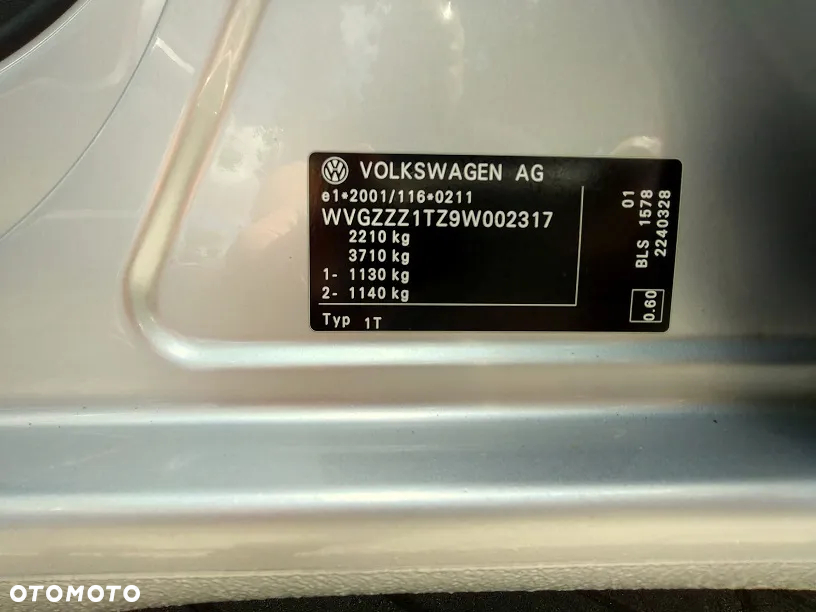 VOLKSWAGEN AG
e1*2001/116*0211
WVGZZZ1TZ9W002317
2210 kg
3710 kg
1- 1130 kg
2- 1140 kg
Typ 1T
01
BLS 1578
2240328
0.60
OTOMOTO